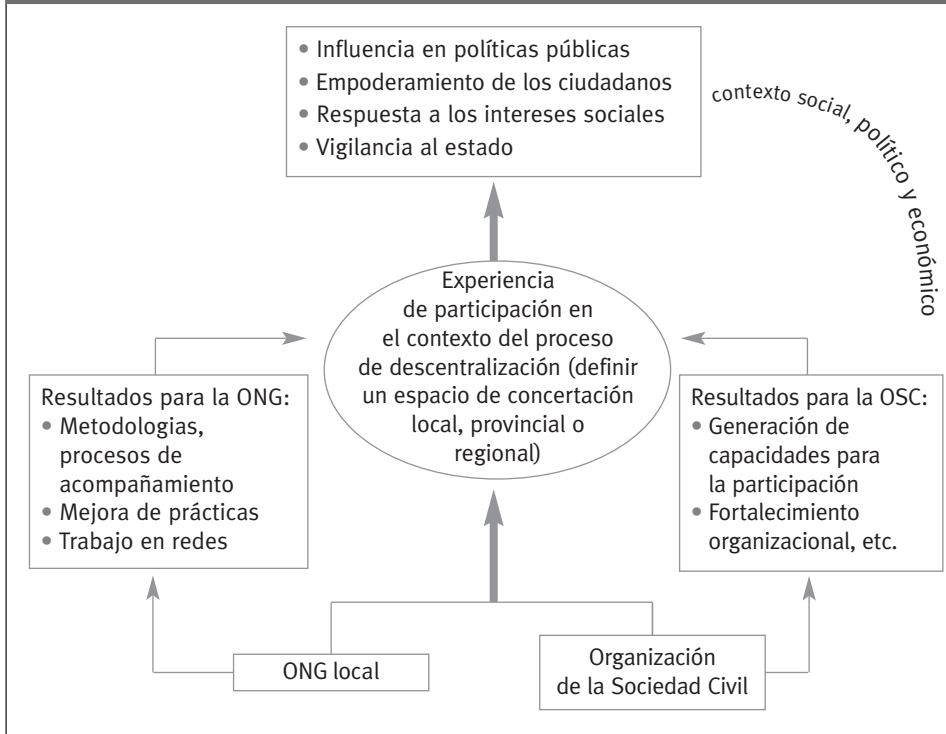 • Influencia en políticas públicas
• Empoderamiento de los ciudadanos
• Respuesta a los intereses sociales
• Vigilancia al estado
contexto social, político y económico
Experiencia
de participación en
el contexto del proceso
de descentralización (definir
un espacio de concertación
local, provincial o
regional)
Resultados para la ONG:
• Metodologias,
procesos de
acompañamiento
• Mejora de prácticas
• Trabajo en redes
Resultados para la OSC:
• Generación de
capacidades para
la participación
• Fortalecimiento
organizacional, etc.
ONG local
Organización
de la Sociedad Civil